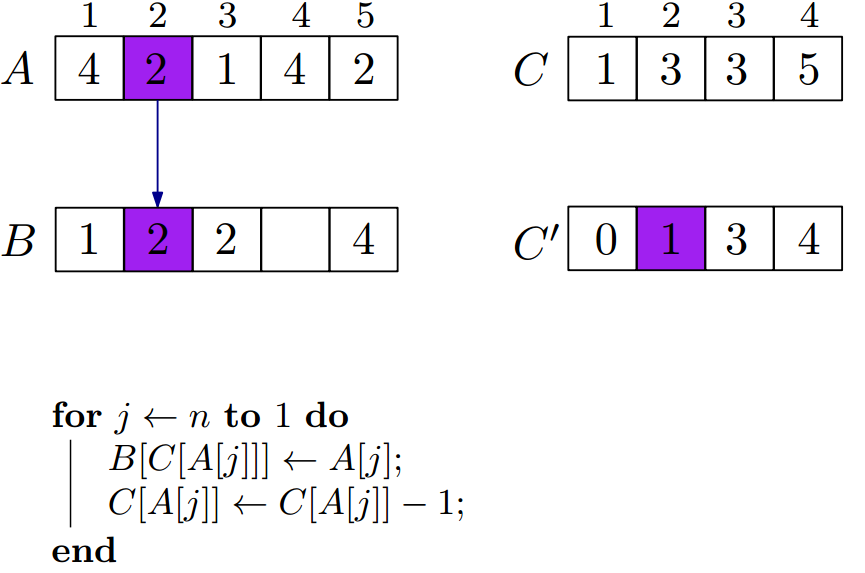 1 2 3 4 5 1 2 3 4
A 4 2 1 4 2 C 1 3 3 5
B 1 2 2 4 C′ 0 1 3 4
for j ← n to 1 do
B[C[A[j]]] ← A[j];
C[A[j]] ← C[A[j]] − 1;
end